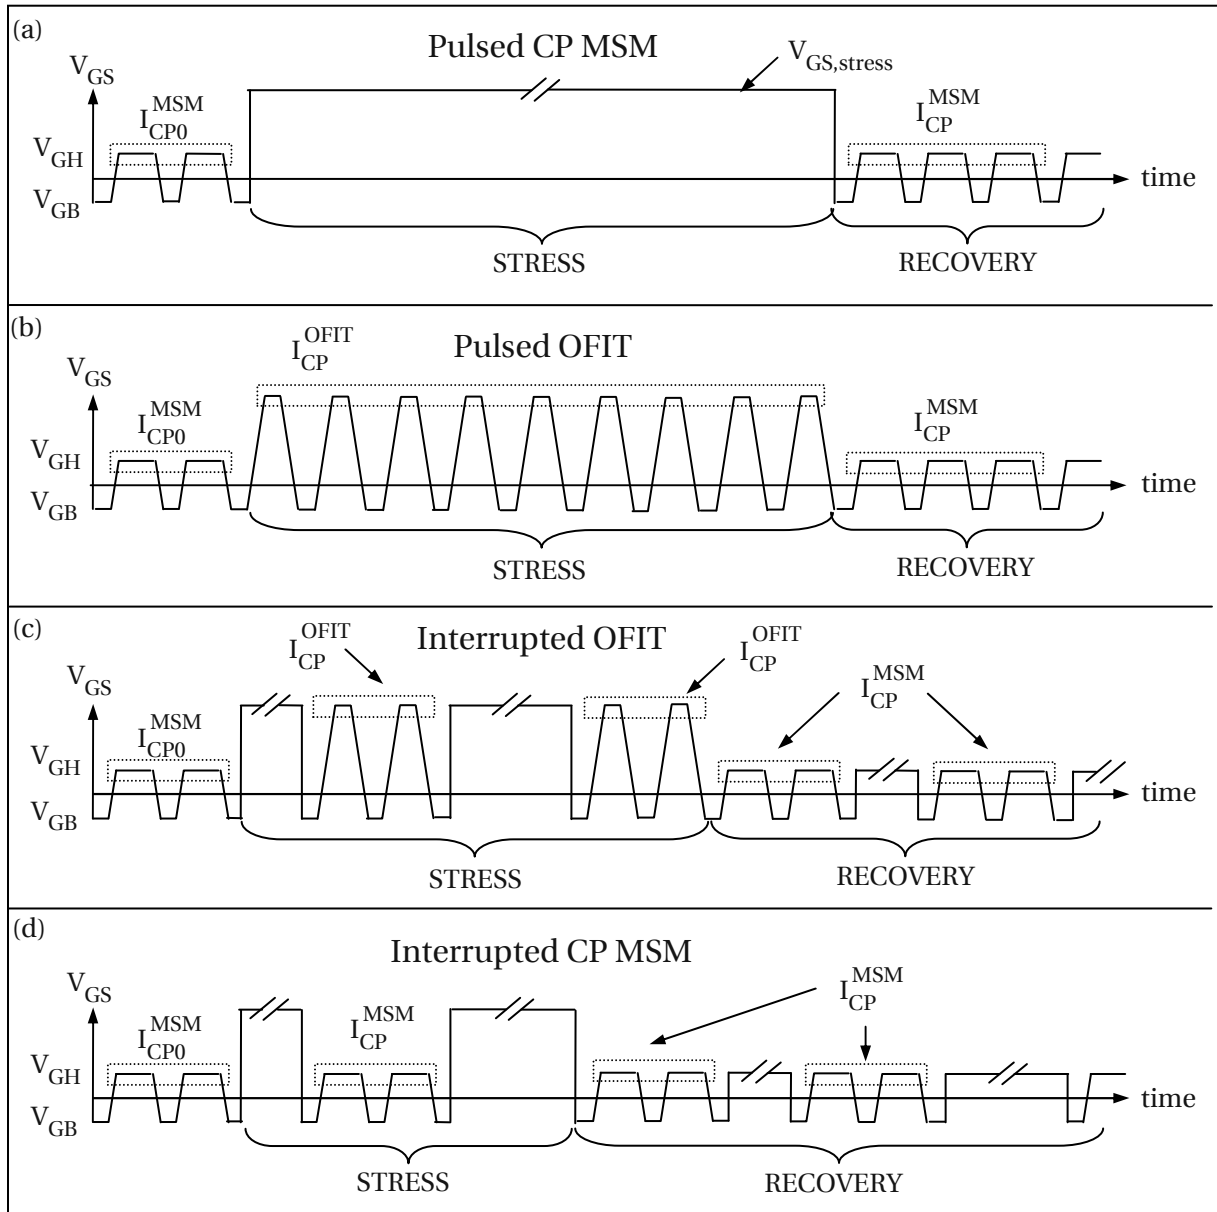 (a)
Pulsed CP MSM
V_GS
V_GS,stress
I_CP0^MSM
I_CP^MSM
V_GH
time
V_GB
STRESS
RECOVERY
(b)
Pulsed OFIT
I_CP^OFIT
V_GS
I_CP0^MSM
I_CP^MSM
V_GH
time
V_GB
STRESS
RECOVERY
(c)
Interrupted OFIT
I_CP^OFIT
I_CP^OFIT
V_GS
I_CP^MSM
I_CP0^MSM
V_GH
time
V_GB
STRESS
RECOVERY
(d)
Interrupted CP MSM
V_GS
I_CP^MSM
I_CP0^MSM
I_CP^MSM
V_GH
time
V_GB
STRESS
RECOVERY